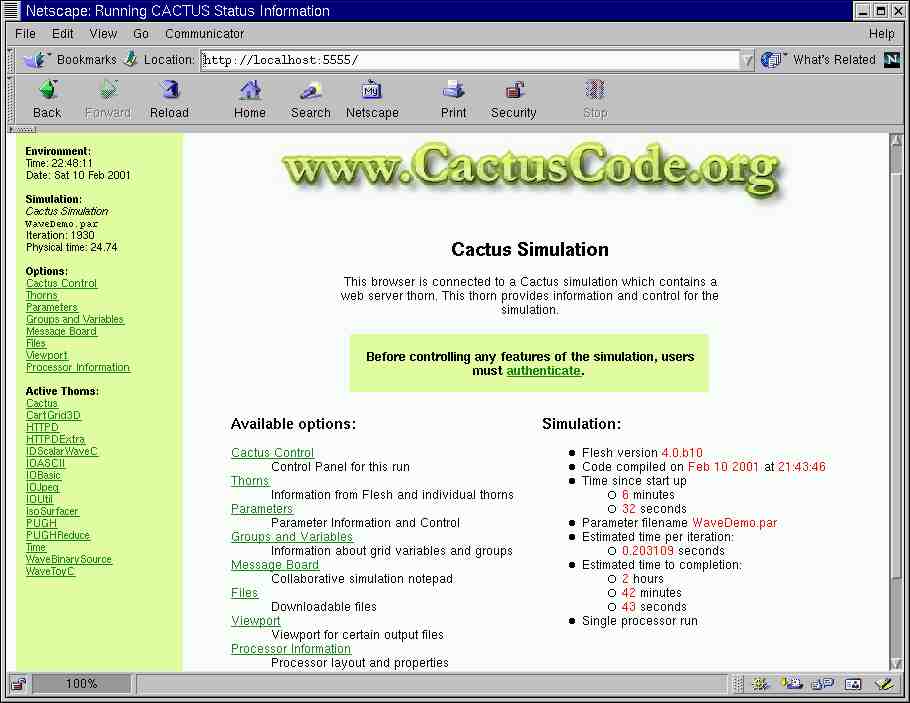 Netscape: Running CACTUS Status Information
File Edit View Go Communicator Help
Bookmarks Location: http://localhost:5555/ What's Related N
Back Forward Reload Home Search My Netscape Print Security Stop
Environment:
Time: 22:48:11
Date: Sat 10 Feb 2001
Simulation:
Cactus Simulation
WaveDemo.par
Iteration: 1930
Physical time: 24.74
Options:
Cactus Control
Thorns
Parameters
Groups and Variables
Message Board
Files
Viewport
Processor Information
Active Thorns:
Cactus
CartGrid3D
HTTPD
HTTPDExtra
IDScalarWaveC
IOASCII
IOBasic
IOJpeg
IOUtil
IsoSurfacer
PUGH
PUGHReduce
Time
WaveBinarySource
WaveToyC
www.CactusCode.org
Cactus Simulation
This browser is connected to a Cactus simulation which contains a
web server thorn. This thorn provides information and control for the
simulation.
Before controlling any features of the simulation, users
must authenticate.
Available options:
Cactus Control
Control Panel for this run
Thorns
Information from Flesh and individual thorns
Parameters
Parameter Information and Control
Groups and Variables
Information about grid variables and groups
Message Board
Collaborative simulation notepad
Files
Downloadable files
Viewport
Viewport for certain output files
Processor Information
Processor layout and properties
Simulation:
Flesh version 4.0.b10
Code compiled on Feb 10 2001 at 21:43:46
Time since start up
6 minutes
32 seconds
Parameter filename WaveDemo.par
Estimated time per iteration:
0.203109 seconds
Estimated time to completion:
2 hours
42 minutes
43 seconds
Single processor run
100%